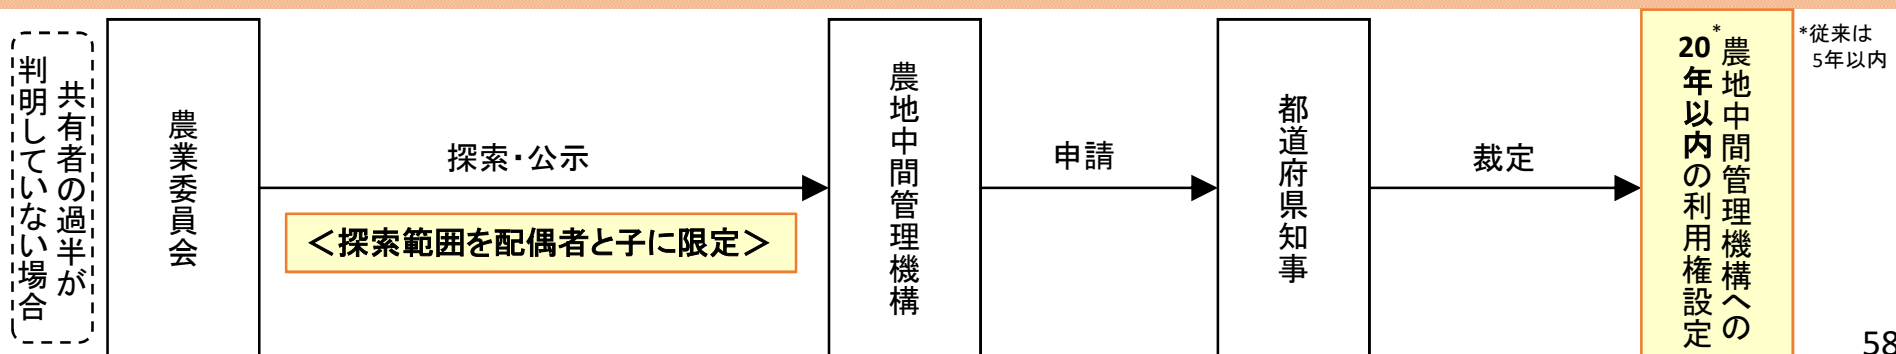 共有者の過半が
判明していない場合
農業委員会
探索・公示
＜探索範囲を配偶者と子に限定＞
農地中間管理機構
申請
都道府県知事
裁定
農地中間管理機構への
20*年以内の利用権設定
*従来は
5年以内
58